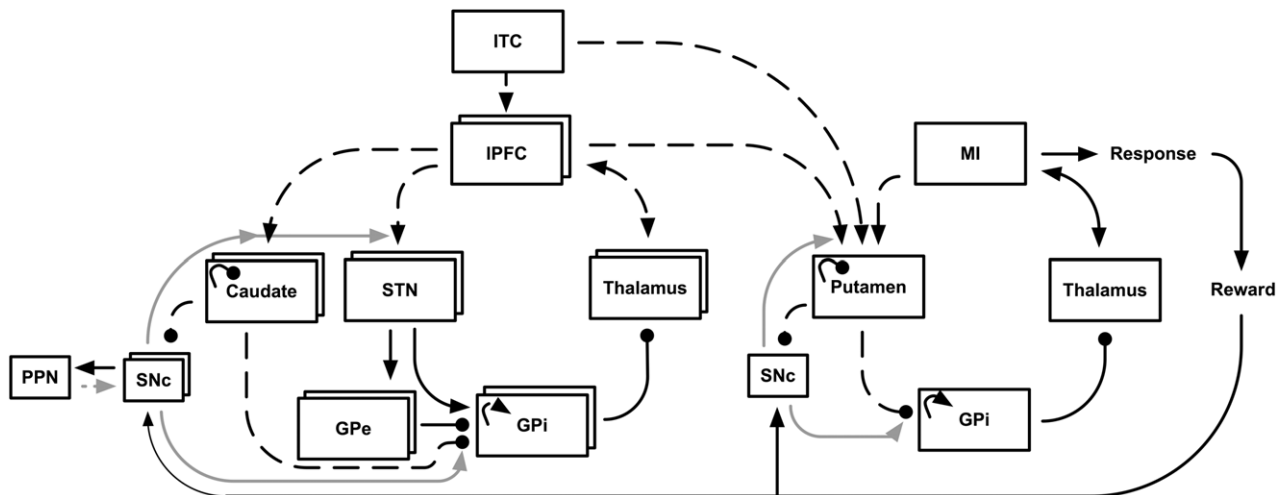 ITC
lPFC
MI
Response
Caudate
STN
Thalamus
Putamen
Thalamus
Reward
PPN
SNc
SNc
GPe
GPi
GPi